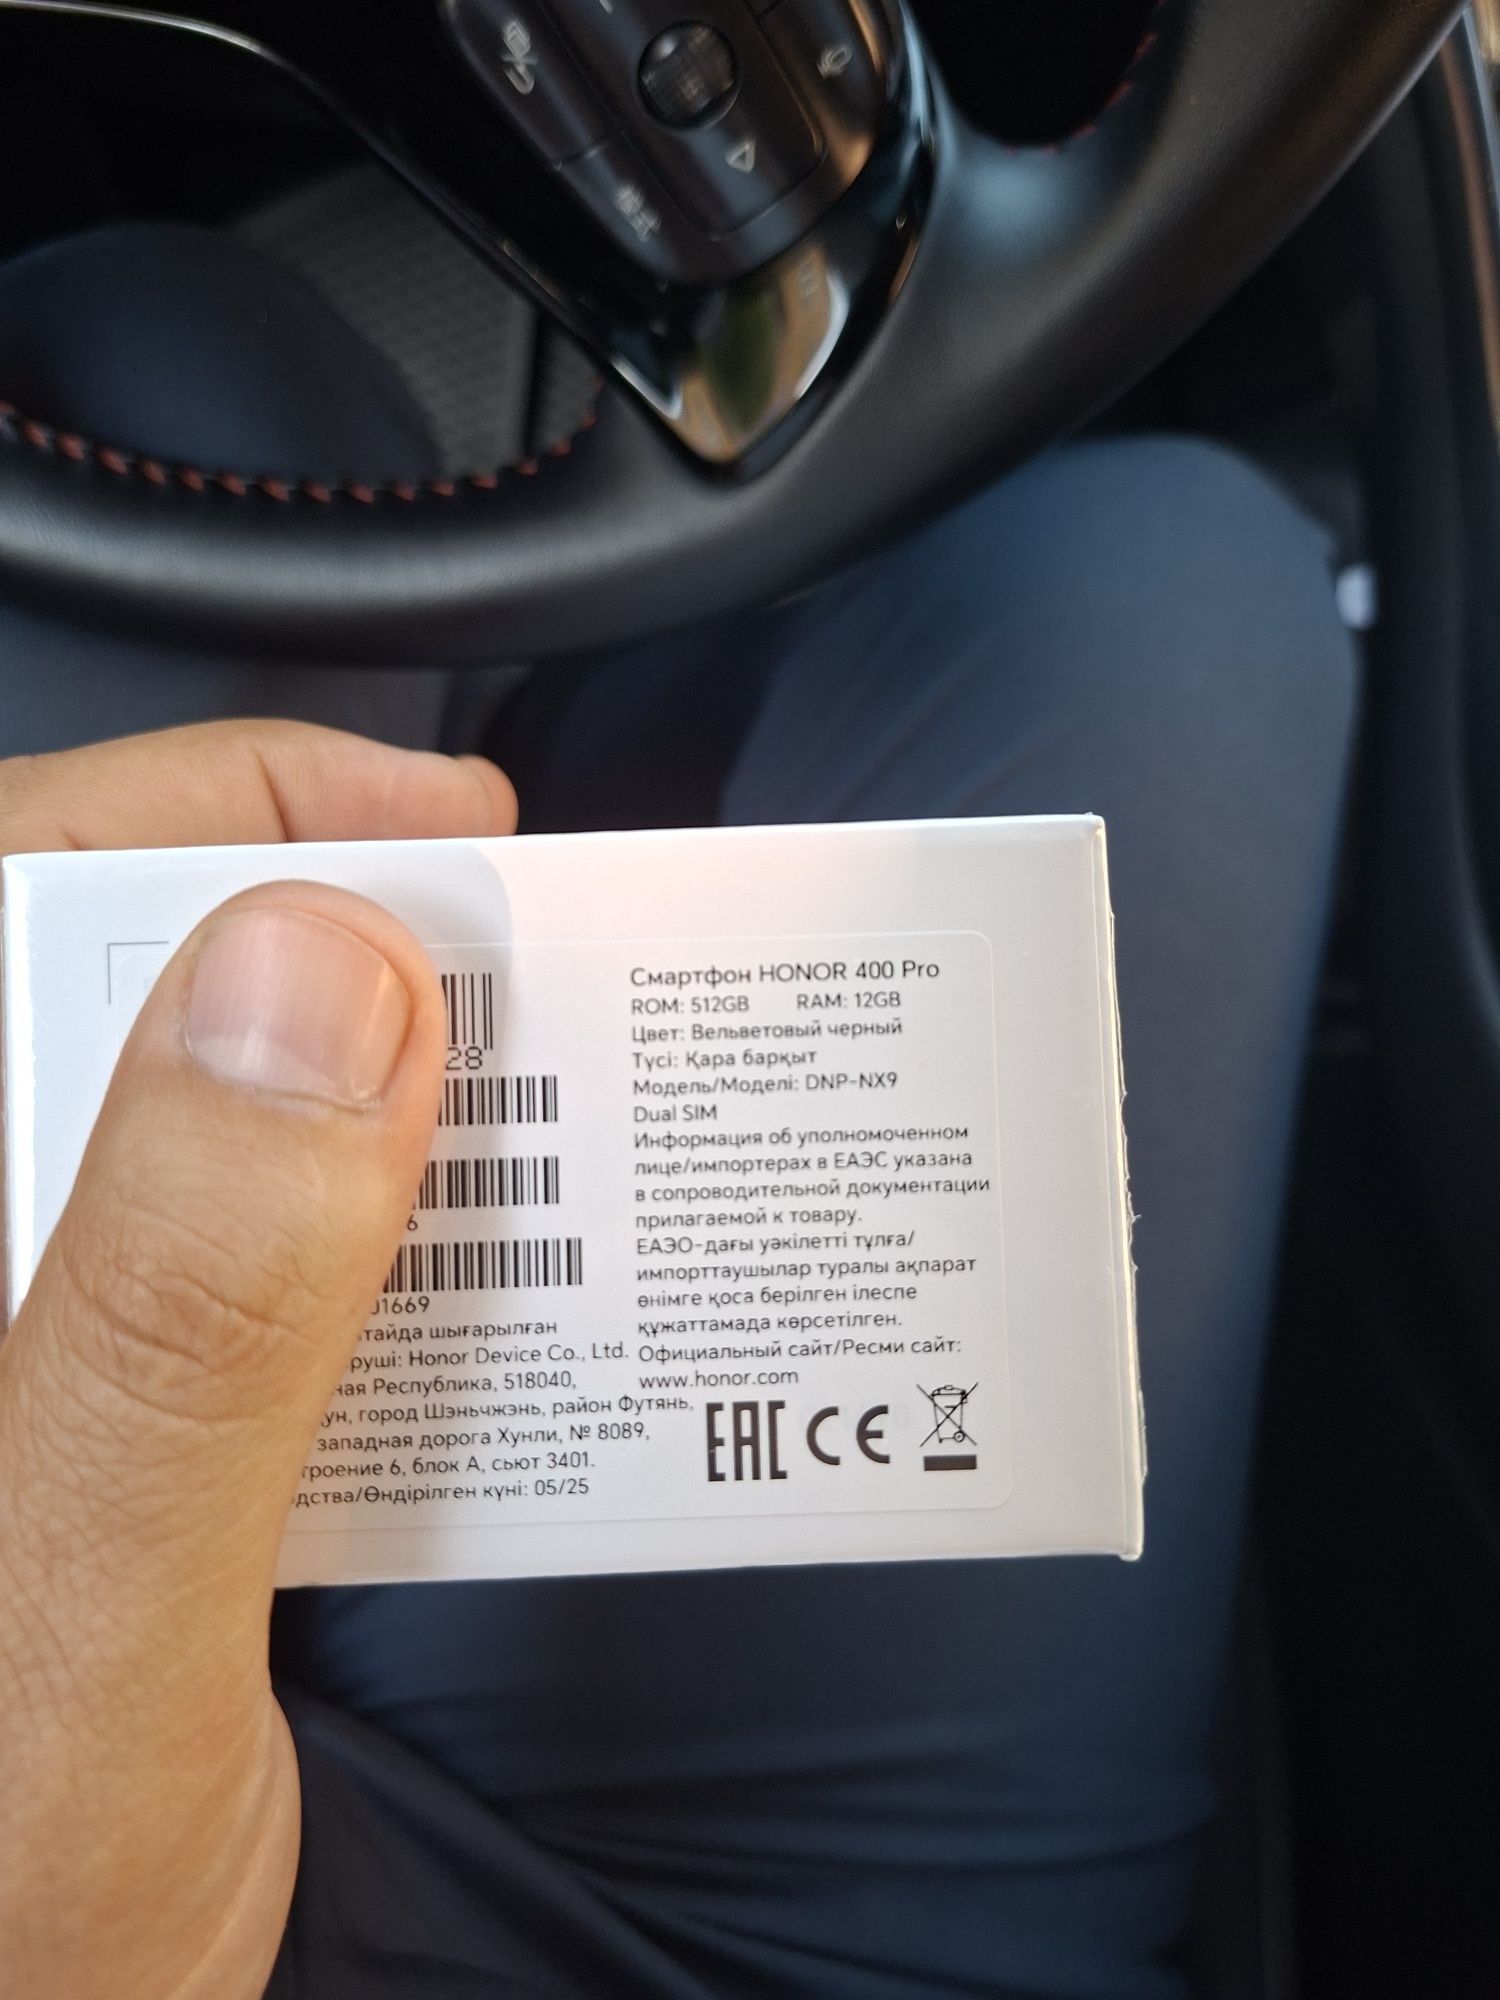 28
6
01669
тайда шығарылған
руші: Honor Device Co., Ltd.
ная Республика, 518040,
ун, город Шэньчжэнь, район Футянь,
западная дорога Хунли, № 8089,
троение 6, блок А, сьют 3401.
дства/Өндірілген күні: 05/25
Смартфон HONOR 400 Pro
ROM: 512GB RAM: 12GB
Цвет: Вельветовый черный
Түсі: Қара барқыт
Модель/Моделі: DNP-NX9
Dual SIM
Информация об уполномоченном
лице/импортерах в ЕАЭС указана
в сопроводительной документации
прилагаемой к товару.
ЕАЭО-дағы уәкілетті тұлға/
импорттаушылар туралы ақпарат
өнімге қоса берілген ілеспе
құжаттамада көрсетілген.
Официальный сайт/Ресми сайт:
www.honor.com
EAC CE